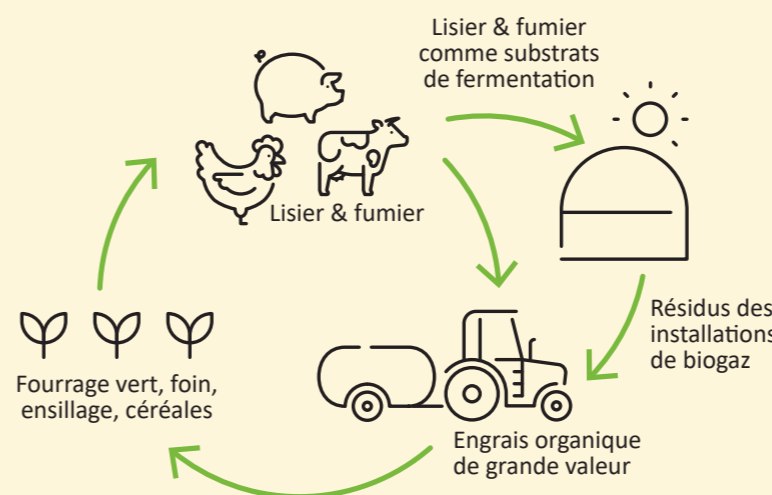 Lisier & fumier
comme substrats
de fermentation
Lisier & fumier
Résidus des
installations
de biogaz
Fourrage vert, foin,
ensillage, céréales
Engrais organique
de grande valeur